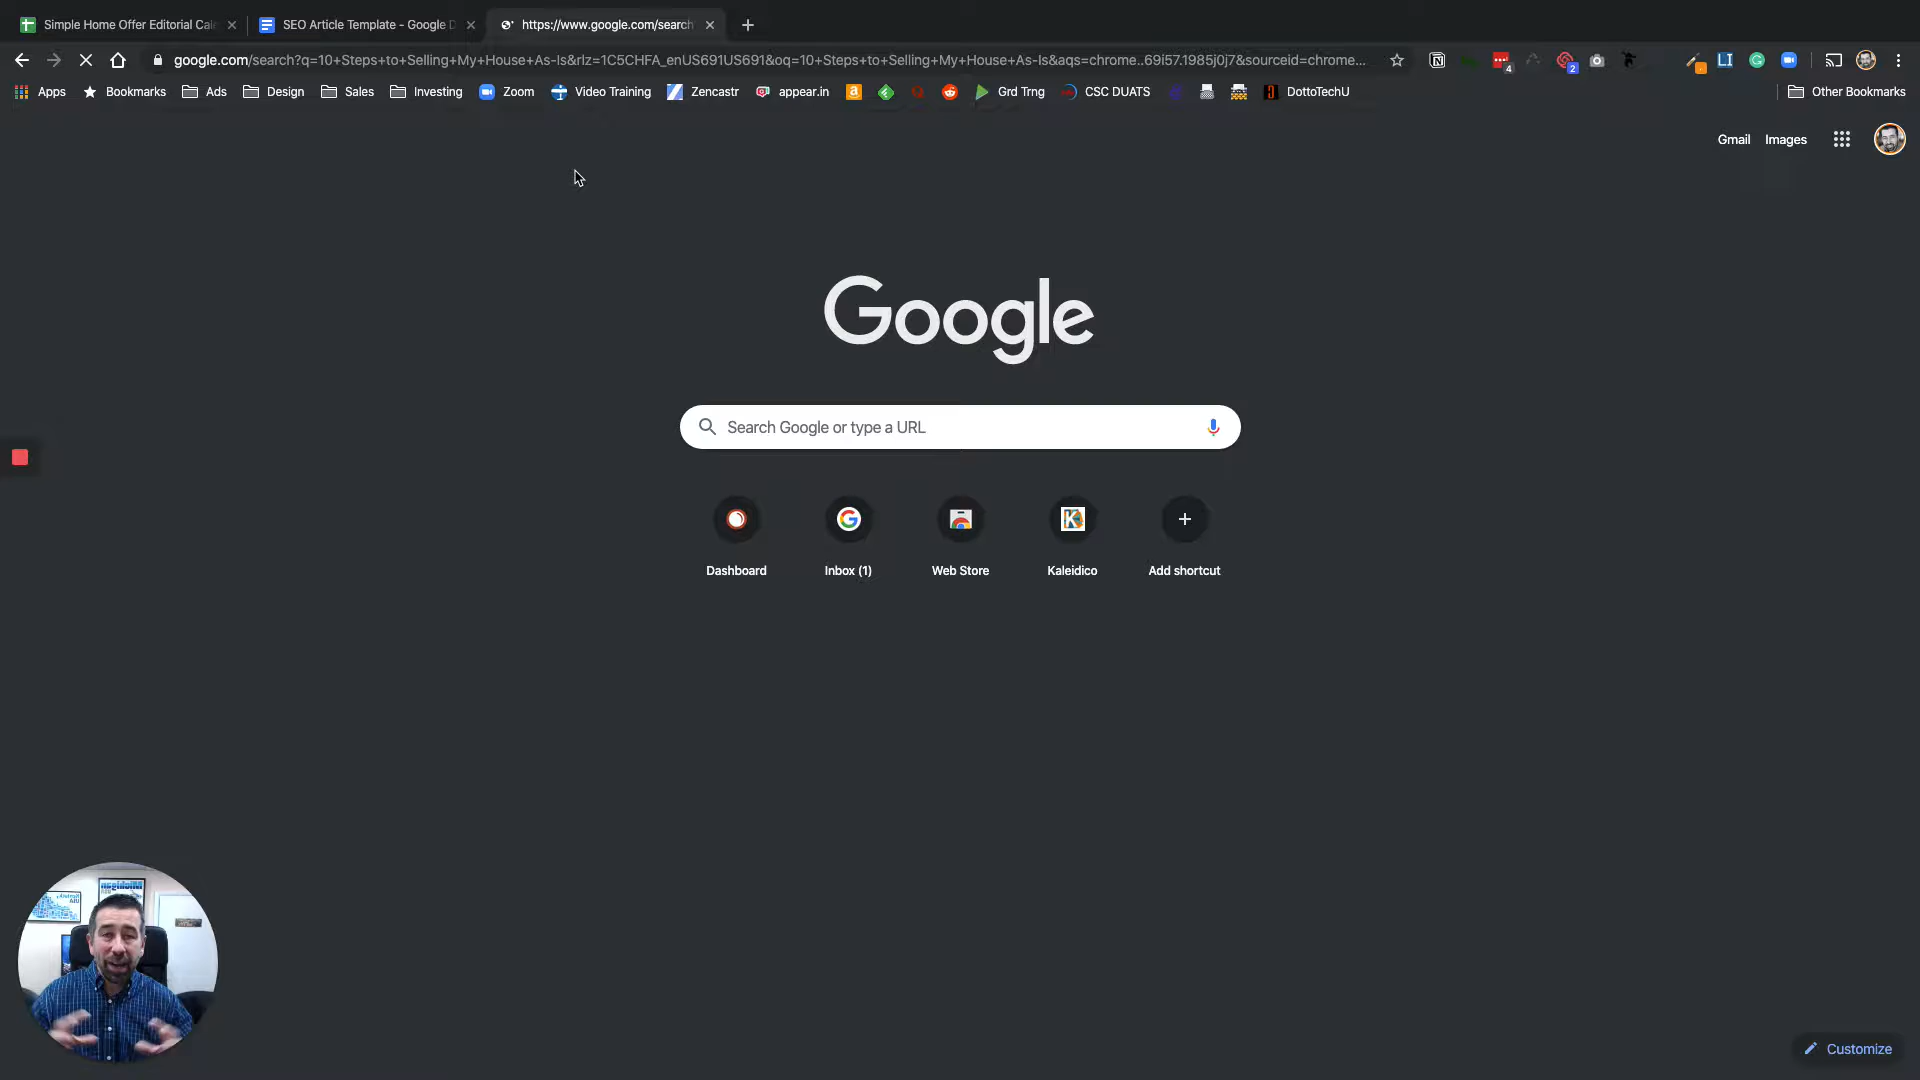 Simple Home Offer Editorial Cal
SEO Article Template - Google D
https://www.google.com/search
google.com/search?q=10+Steps+to+Selling+My+House+As-Is&rlz=1C5CHFA_enUS691US691&oq=10+Steps+to+Selling+My+House+As-Is&aqs=chrome..69i57.1985j0j7&sourceid=chrome...
4
2
LI
Apps
Bookmarks
Ads
Design
Sales
Investing
Zoom
Video Training
Zencastr
appear.in
Grd Trng
CSC DUATS
DottoTechU
Other Bookmarks
Gmail
Images
Google
Search Google or type a URL
Dashboard
Inbox (1)
Web Store
Kaleidico
Add shortcut
Michigan
Customize